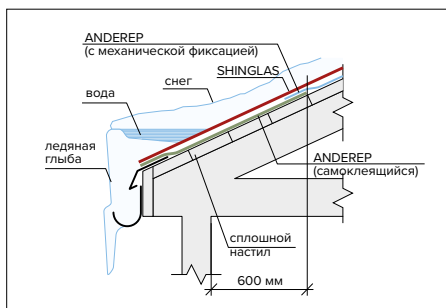 ANDEREP
(с механической фиксацией)
SHINGLAS
снег
вода
ледяная
глыба
ANDEREP
(самоклеящийся)
сплошной
настил
600 мм